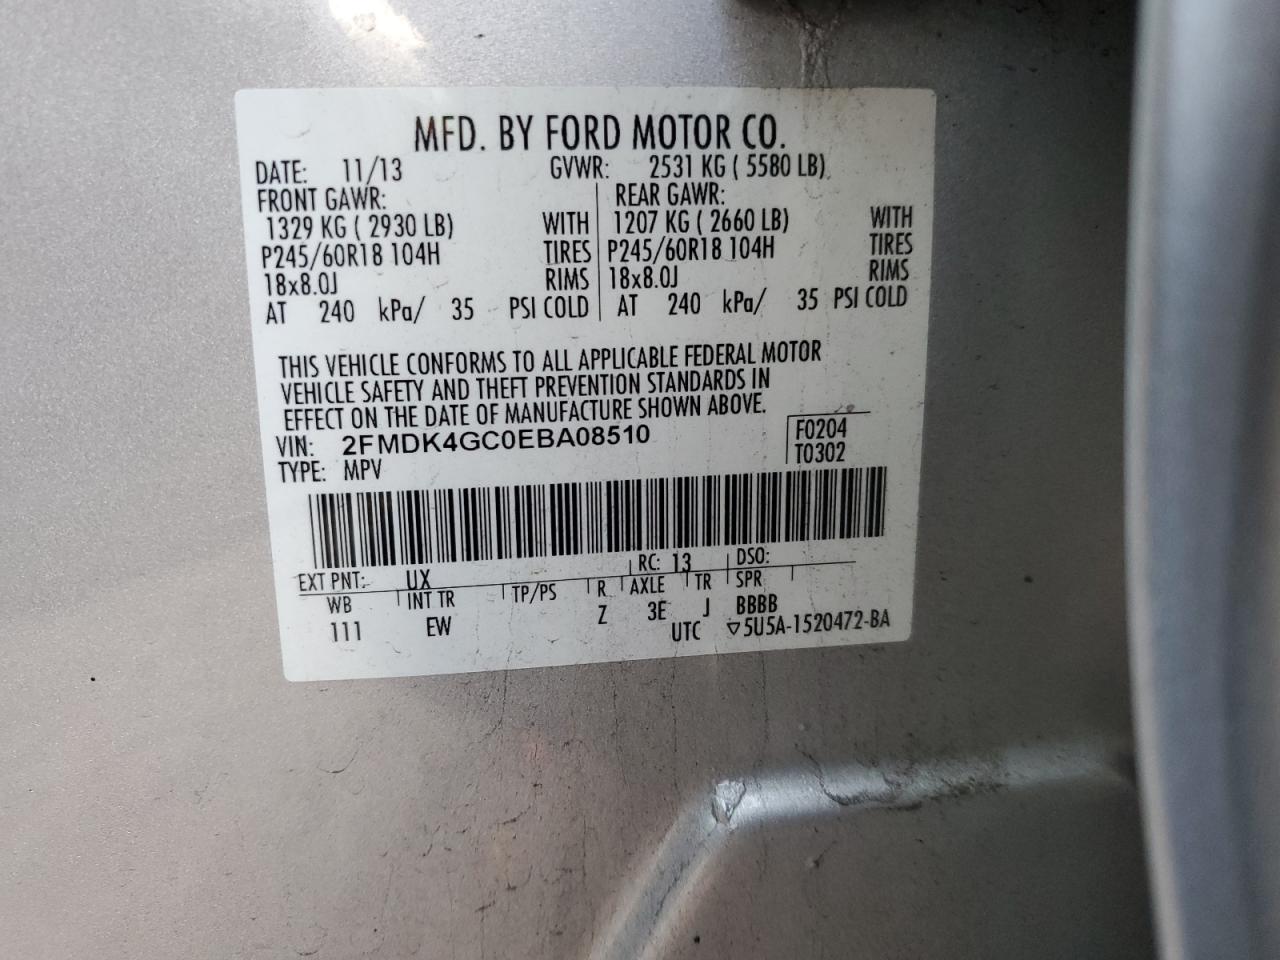 MFD. BY FORD MOTOR CO.
DATE: 11/13 GVWR: 2531 KG ( 5580 LB)
FRONT GAWR: REAR GAWR:
1329 KG ( 2930 LB) WITH 1207 KG ( 2660 LB) WITH
P245/60R18 104H TIRES P245/60R18 104H TIRES
18x8.0J RIMS 18x8.0J RIMS
AT 240 kPa/ 35 PSI COLD AT 240 kPa/ 35 PSI COLD
THIS VEHICLE CONFORMS TO ALL APPLICABLE FEDERAL MOTOR
VEHICLE SAFETY AND THEFT PREVENTION STANDARDS IN
EFFECT ON THE DATE OF MANUFACTURE SHOWN ABOVE.
VIN: 2FMDK4GC0EBA08510 F0204
TYPE: MPV T0302
EXT PNT: UX RC: 13 DSO:
WB INT TR TP/PS R AXLE TR SPR
111 EW Z 3E J BBBB
UTC ▽5U5A-1520472-BA